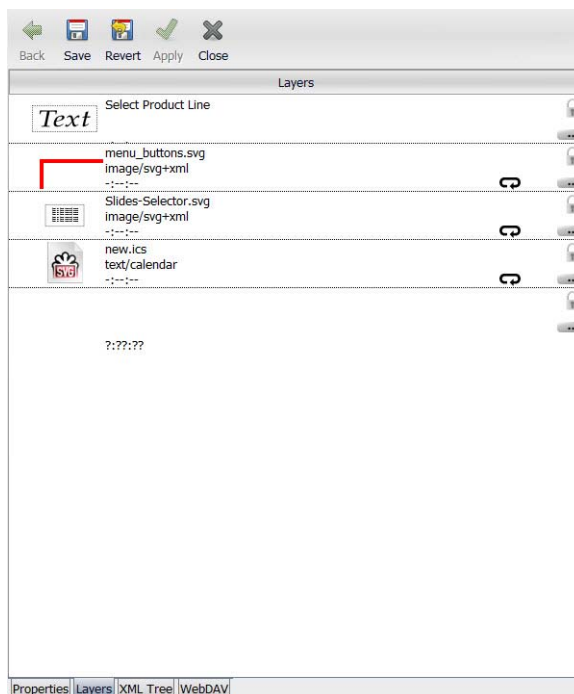 Back Save Revert Apply Close
Layers
Text
Select Product Line
-:--:--
menu_buttons.svg
image/svg+xml
-:--:--
Slides-Selector.svg
image/svg+xml
-:--:--
SVG
new.ics
text/calendar
-:--:--
?:??:??
Properties Layers XML Tree WebDAV